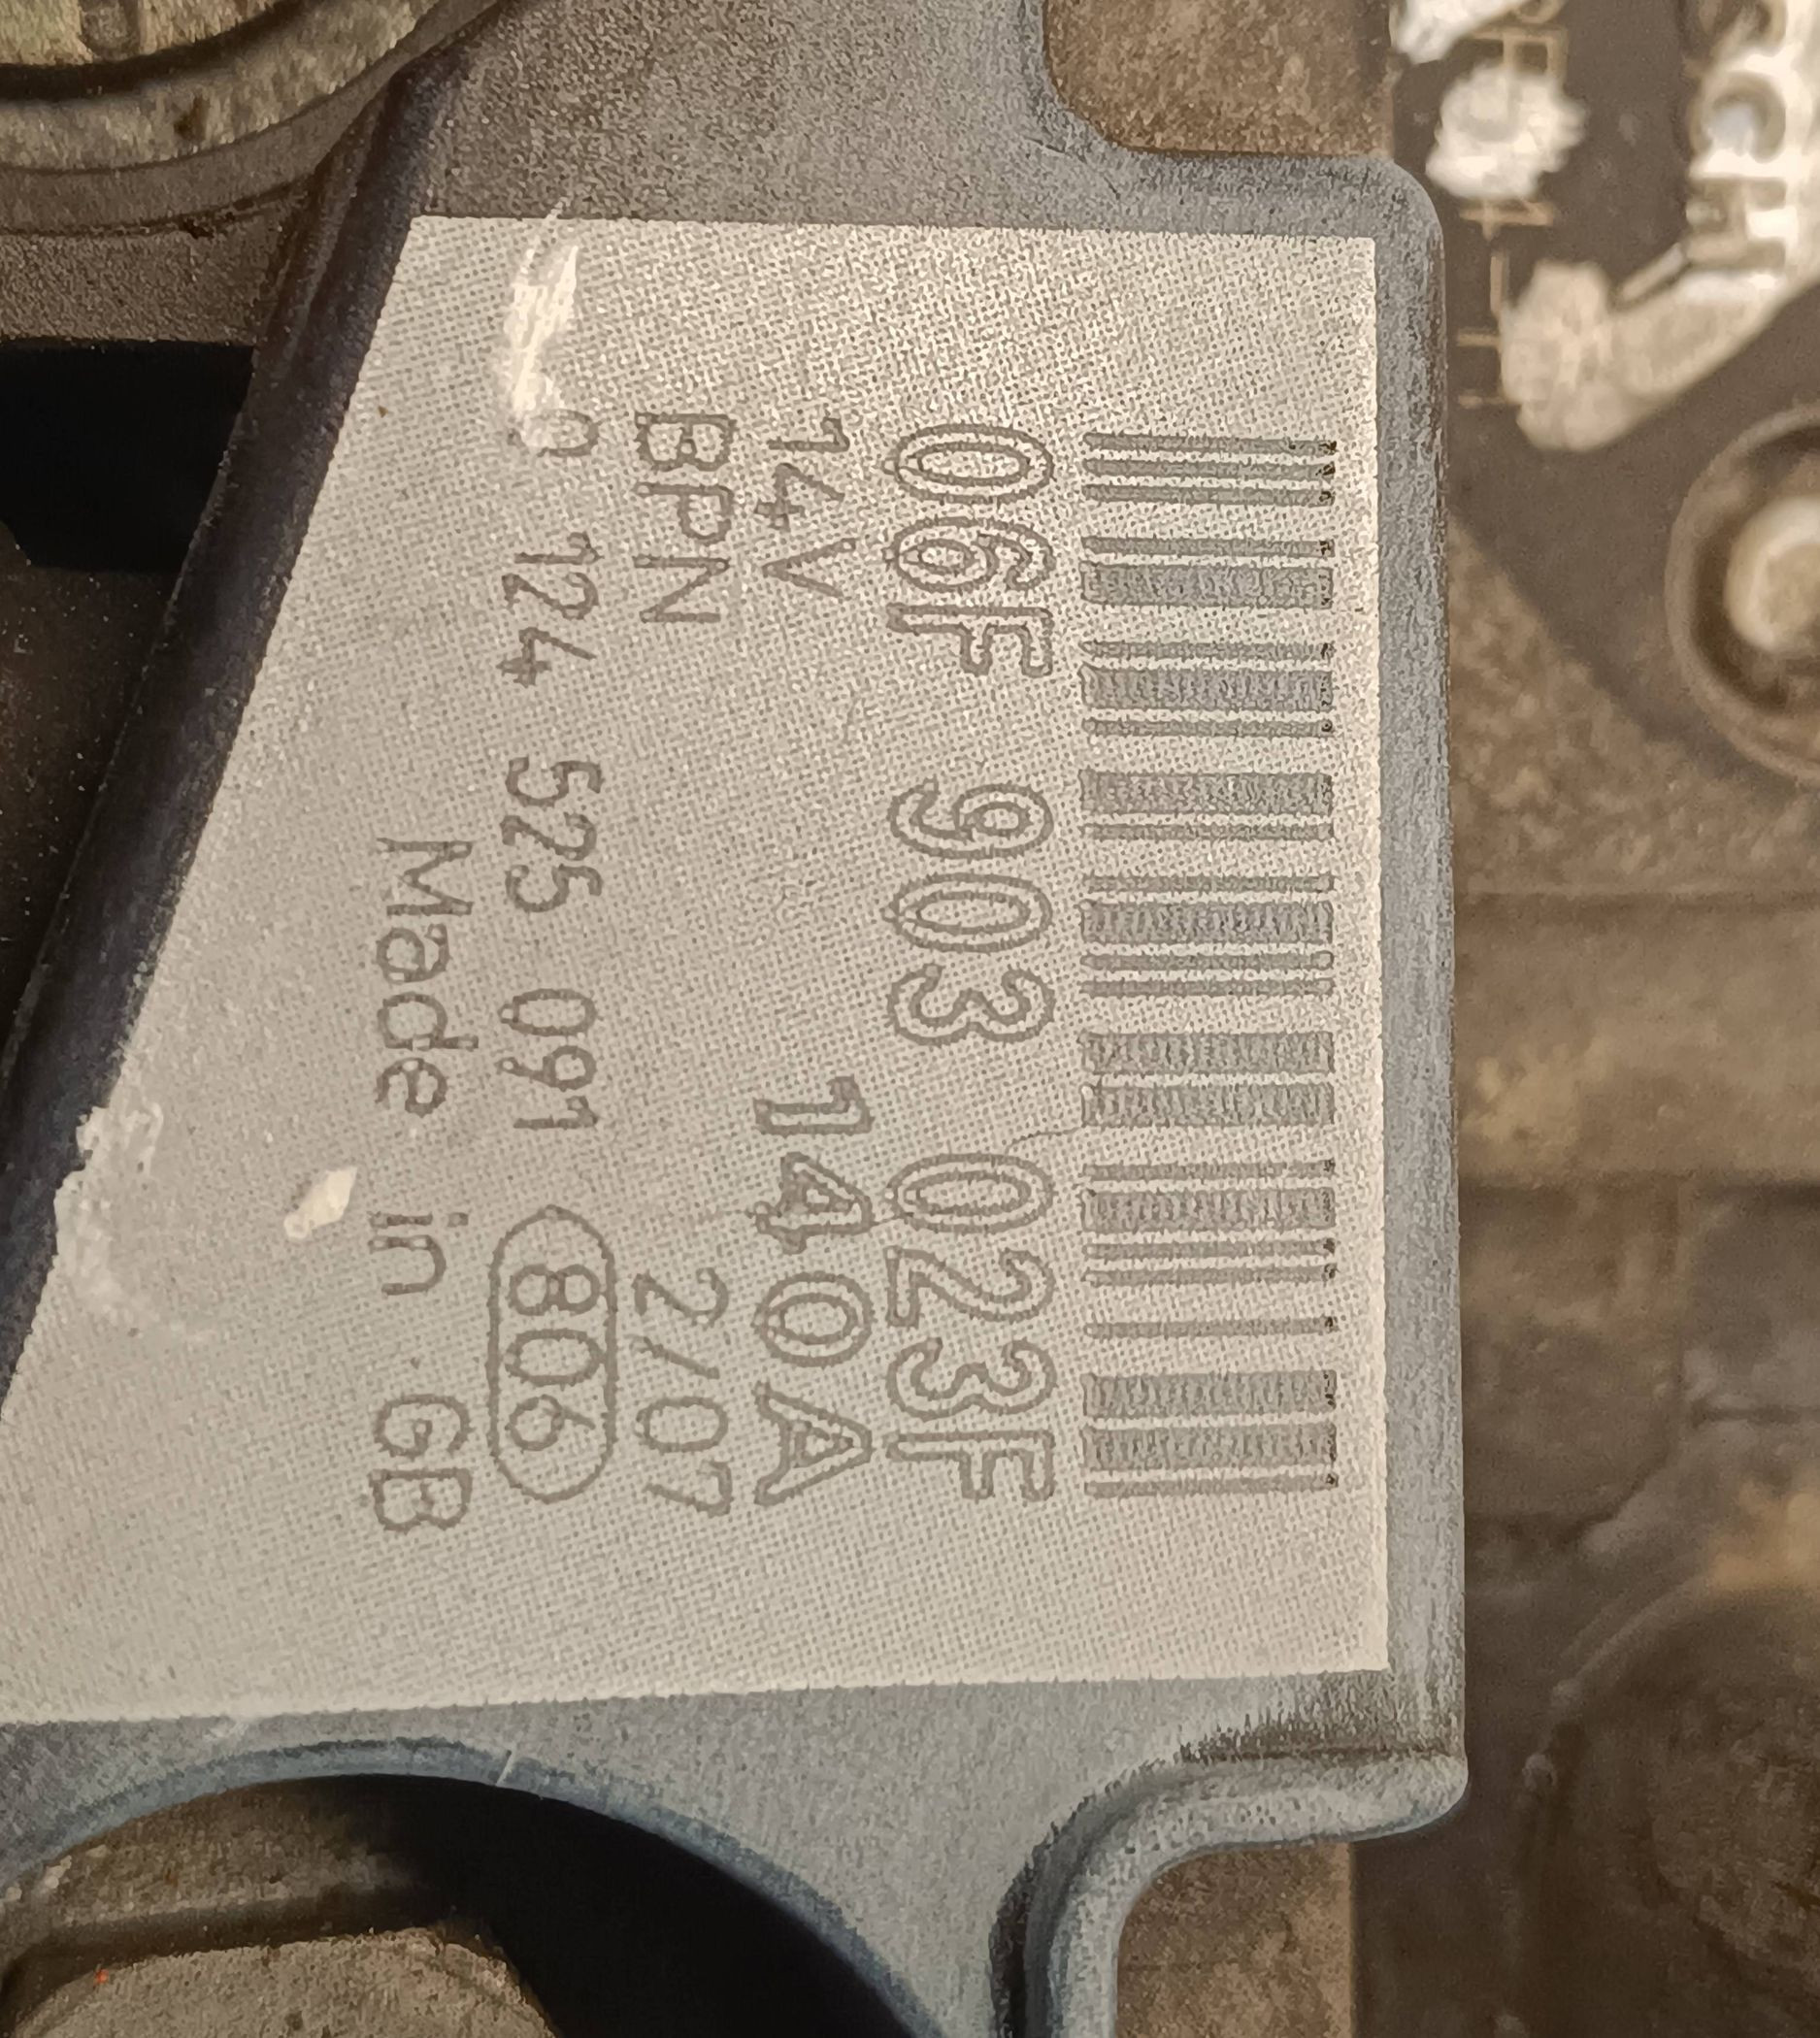 06F 903 023F
14V 140A
BPN 2/07
0 124 525 091 806
Made in GB